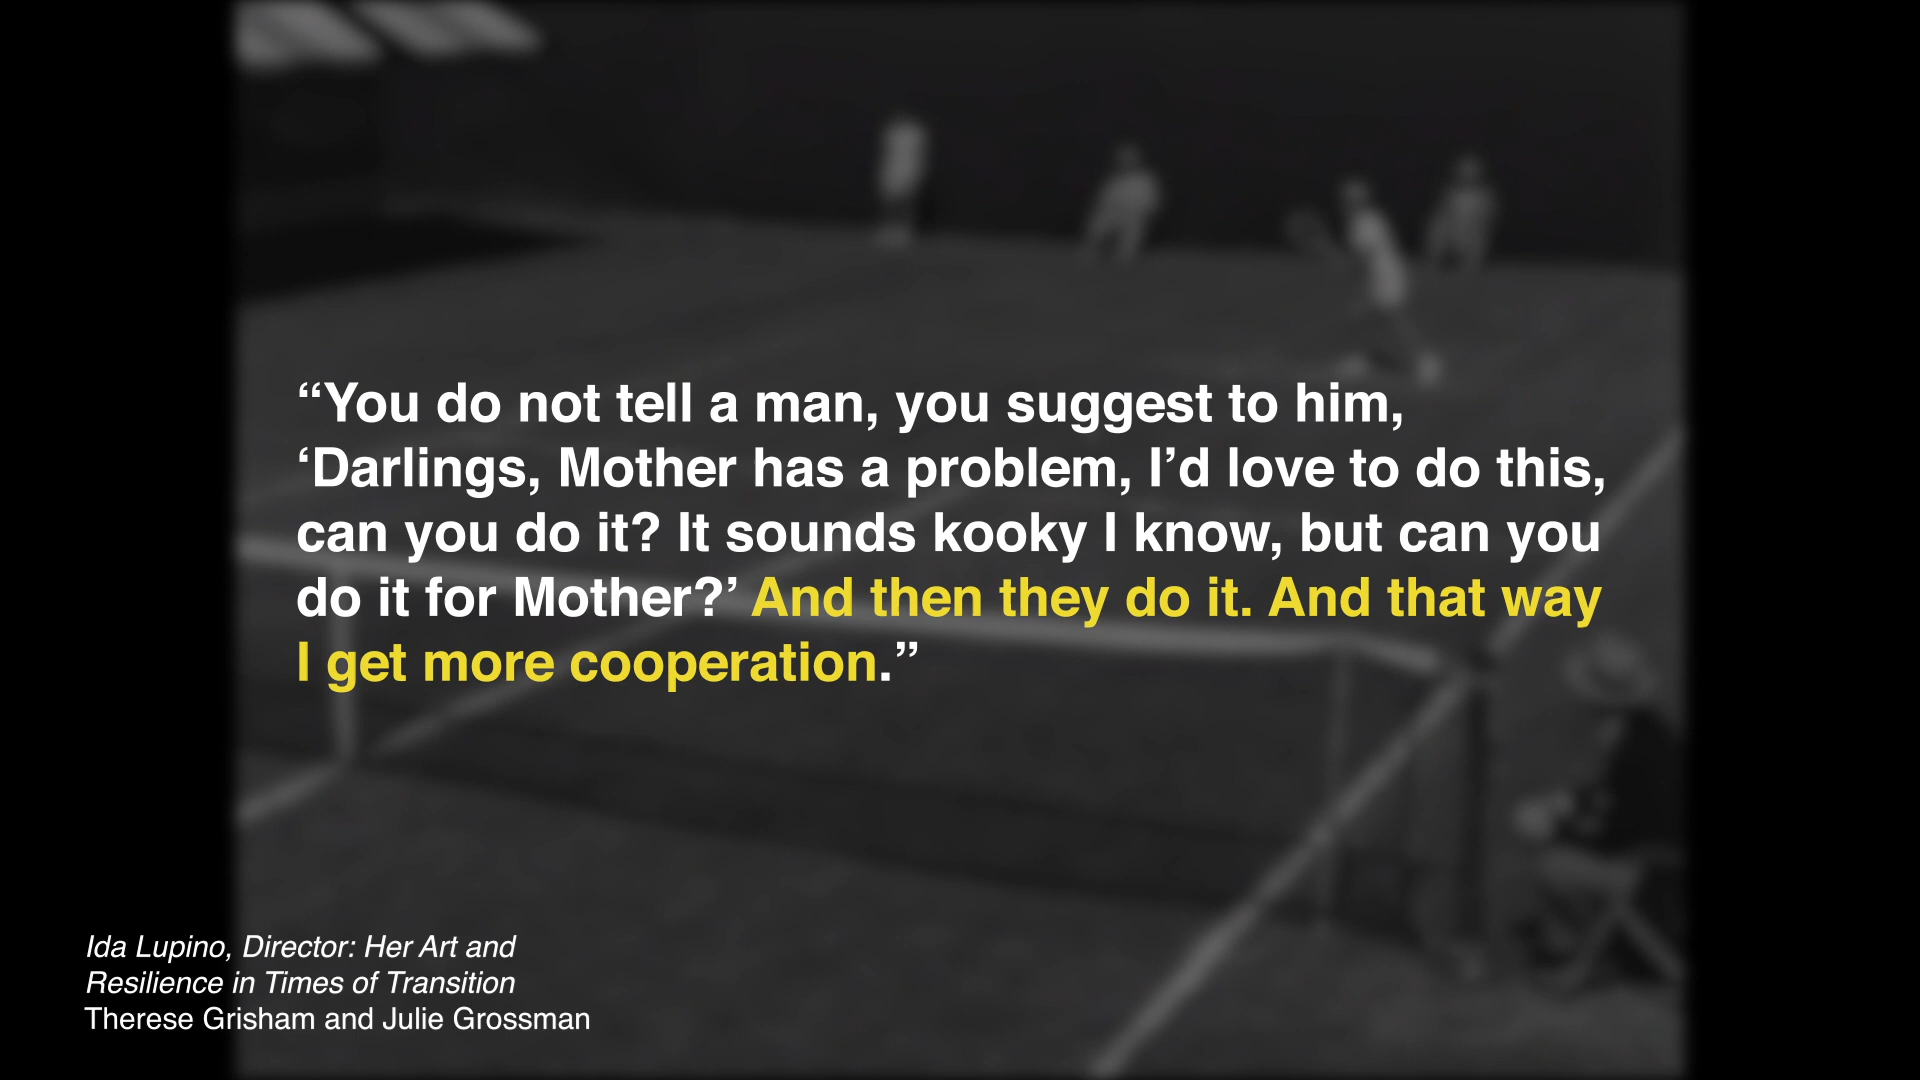 “You do not tell a man, you suggest to him,
‘Darlings, Mother has a problem, I’d love to do this,
can you do it? It sounds kooky I know, but can you
do it for Mother?’ And then they do it. And that way
I get more cooperation.”
Ida Lupino, Director: Her Art and
Resilience in Times of Transition
Therese Grisham and Julie Grossman